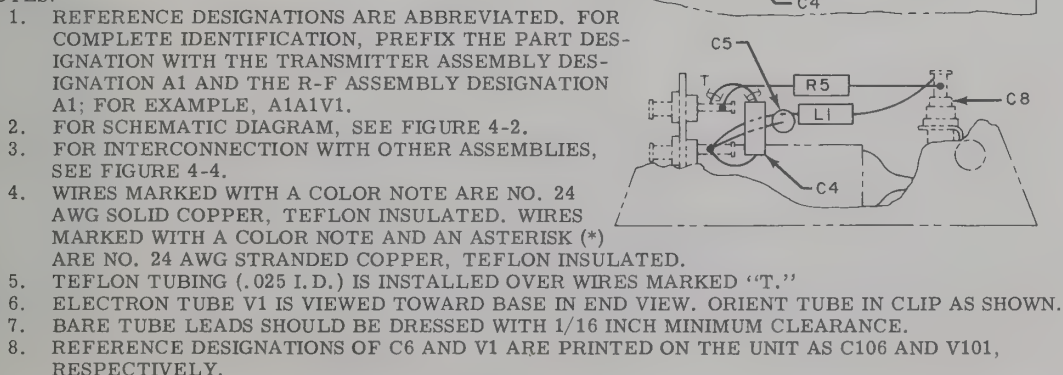 NOTES:
1. REFERENCE DESIGNATIONS ARE ABBREVIATED. FOR
COMPLETE IDENTIFICATION, PREFIX THE PART DES-
IGNATION WITH THE TRANSMITTER ASSEMBLY DES-
IGNATION A1 AND THE R-F ASSEMBLY DESIGNATION
A1; FOR EXAMPLE, A1A1V1.
2. FOR SCHEMATIC DIAGRAM, SEE FIGURE 4-2.
3. FOR INTERCONNECTION WITH OTHER ASSEMBLIES,
SEE FIGURE 4-4.
4. WIRES MARKED WITH A COLOR NOTE ARE NO. 24
AWG SOLID COPPER, TEFLON INSULATED. WIRES
MARKED WITH A COLOR NOTE AND AN ASTERISK (*)
ARE NO. 24 AWG STRANDED COPPER, TEFLON INSULATED.
5. TEFLON TUBING (.025 I.D.) IS INSTALLED OVER WIRES MARKED "T."
6. ELECTRON TUBE V1 IS VIEWED TOWARD BASE IN END VIEW. ORIENT TUBE IN CLIP AS SHOWN.
7. BARE TUBE LEADS SHOULD BE DRESSED WITH 1/16 INCH MINIMUM CLEARANCE.
8. REFERENCE DESIGNATIONS OF C6 AND V1 ARE PRINTED ON THE UNIT AS C106 AND V101,
RESPECTIVELY.
C4
C5
T
R5
C8
L1
C4